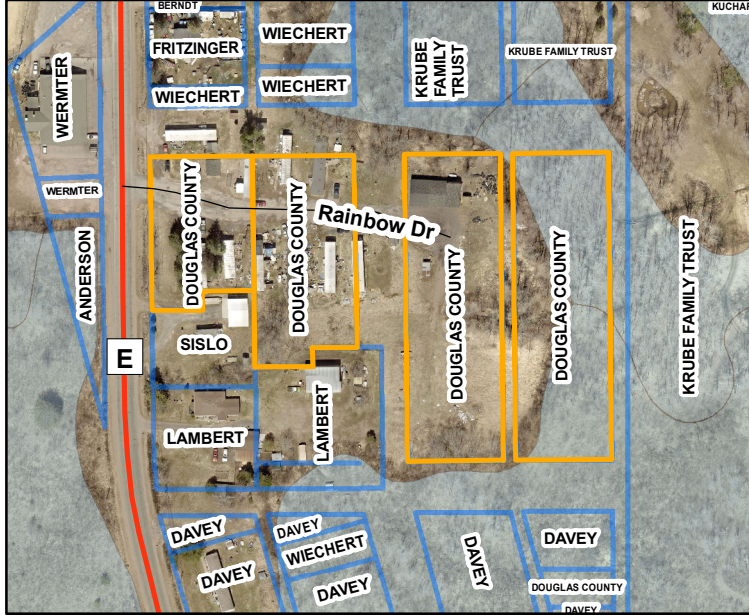 BERNDT
KUCHAR
FRITZINGER
WIECHERT
KRUBE
FAMILY
TRUST
KRUBE FAMILY TRUST
WERMTER
WIECHERT
WIECHERT
WERMTER
DOUGLAS COUNTY
DOUGLAS COUNTY
Rainbow Dr
ANDERSON
DOUGLAS COUNTY
DOUGLAS COUNTY
KRUBE FAMILY TRUST
SISLO
E
LAMBERT
LAMBERT
DAVEY
DAVEY
WIECHERT
DAVEY
DAVEY
DAVEY
DAVEY
DOUGLAS COUNTY
DAVEY